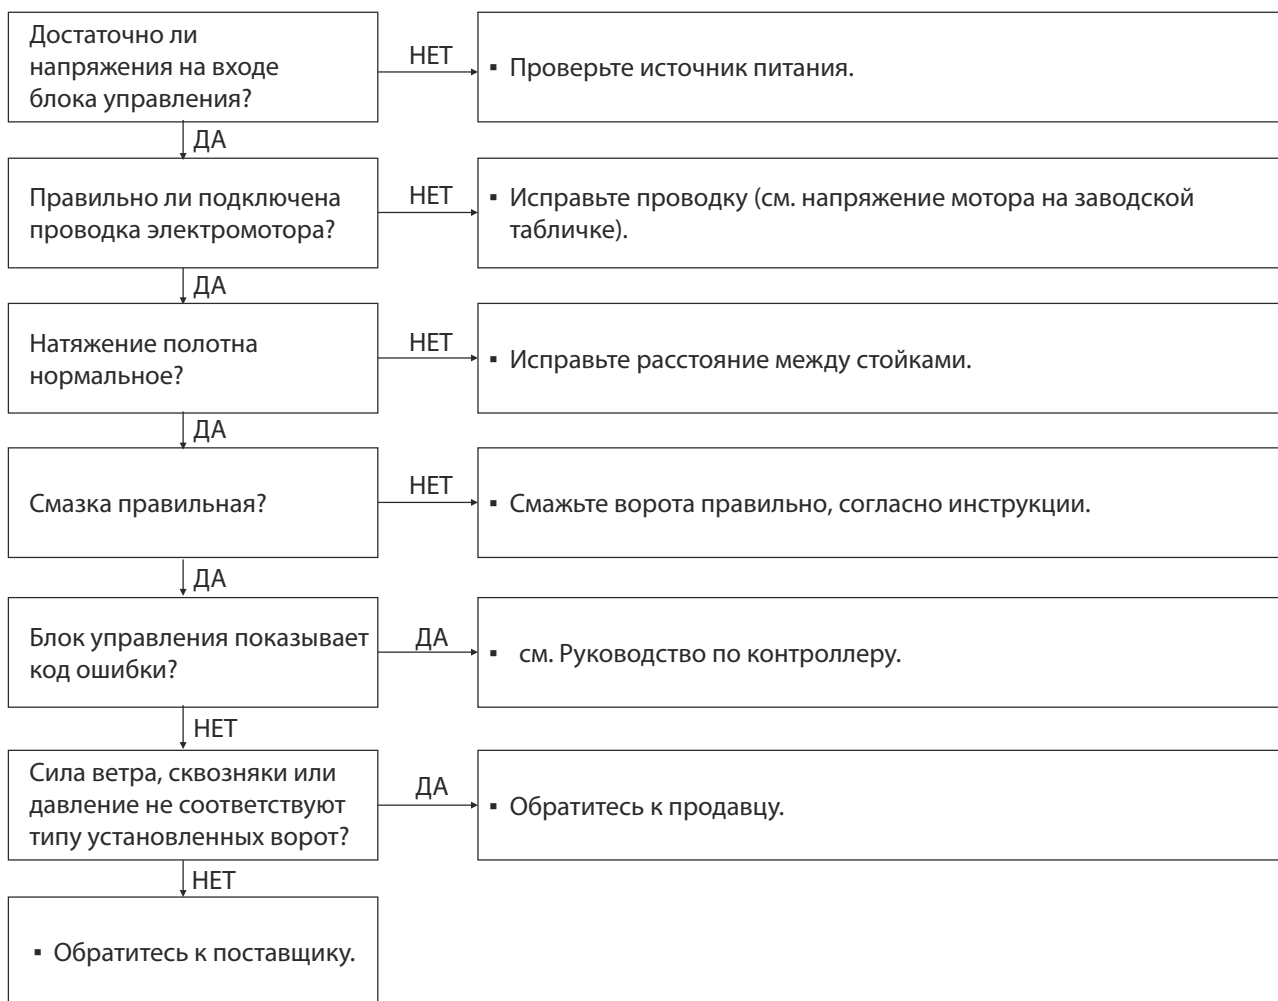 Достаточно ли
напряжения на входе
блока управления?
НЕТ
▪ Проверьте источник питания.
ДА
Правильно ли подключена
проводка электромотора?
НЕТ
▪ Исправьте проводку (см. напряжение мотора на заводской
табличке).
ДА
Натяжение полотна
нормальное?
НЕТ
▪ Исправьте расстояние между стойками.
ДА
Смазка правильная?
НЕТ
▪ Смажьте ворота правильно, согласно инструкции.
ДА
Блок управления показывает
код ошибки?
ДА
▪ см. Руководство по контроллеру.
НЕТ
Сила ветра, сквозняки или
давление не соответствуют
типу установленных ворот?
ДА
▪ Обратитесь к продавцу.
НЕТ
▪ Обратитесь к поставщику.